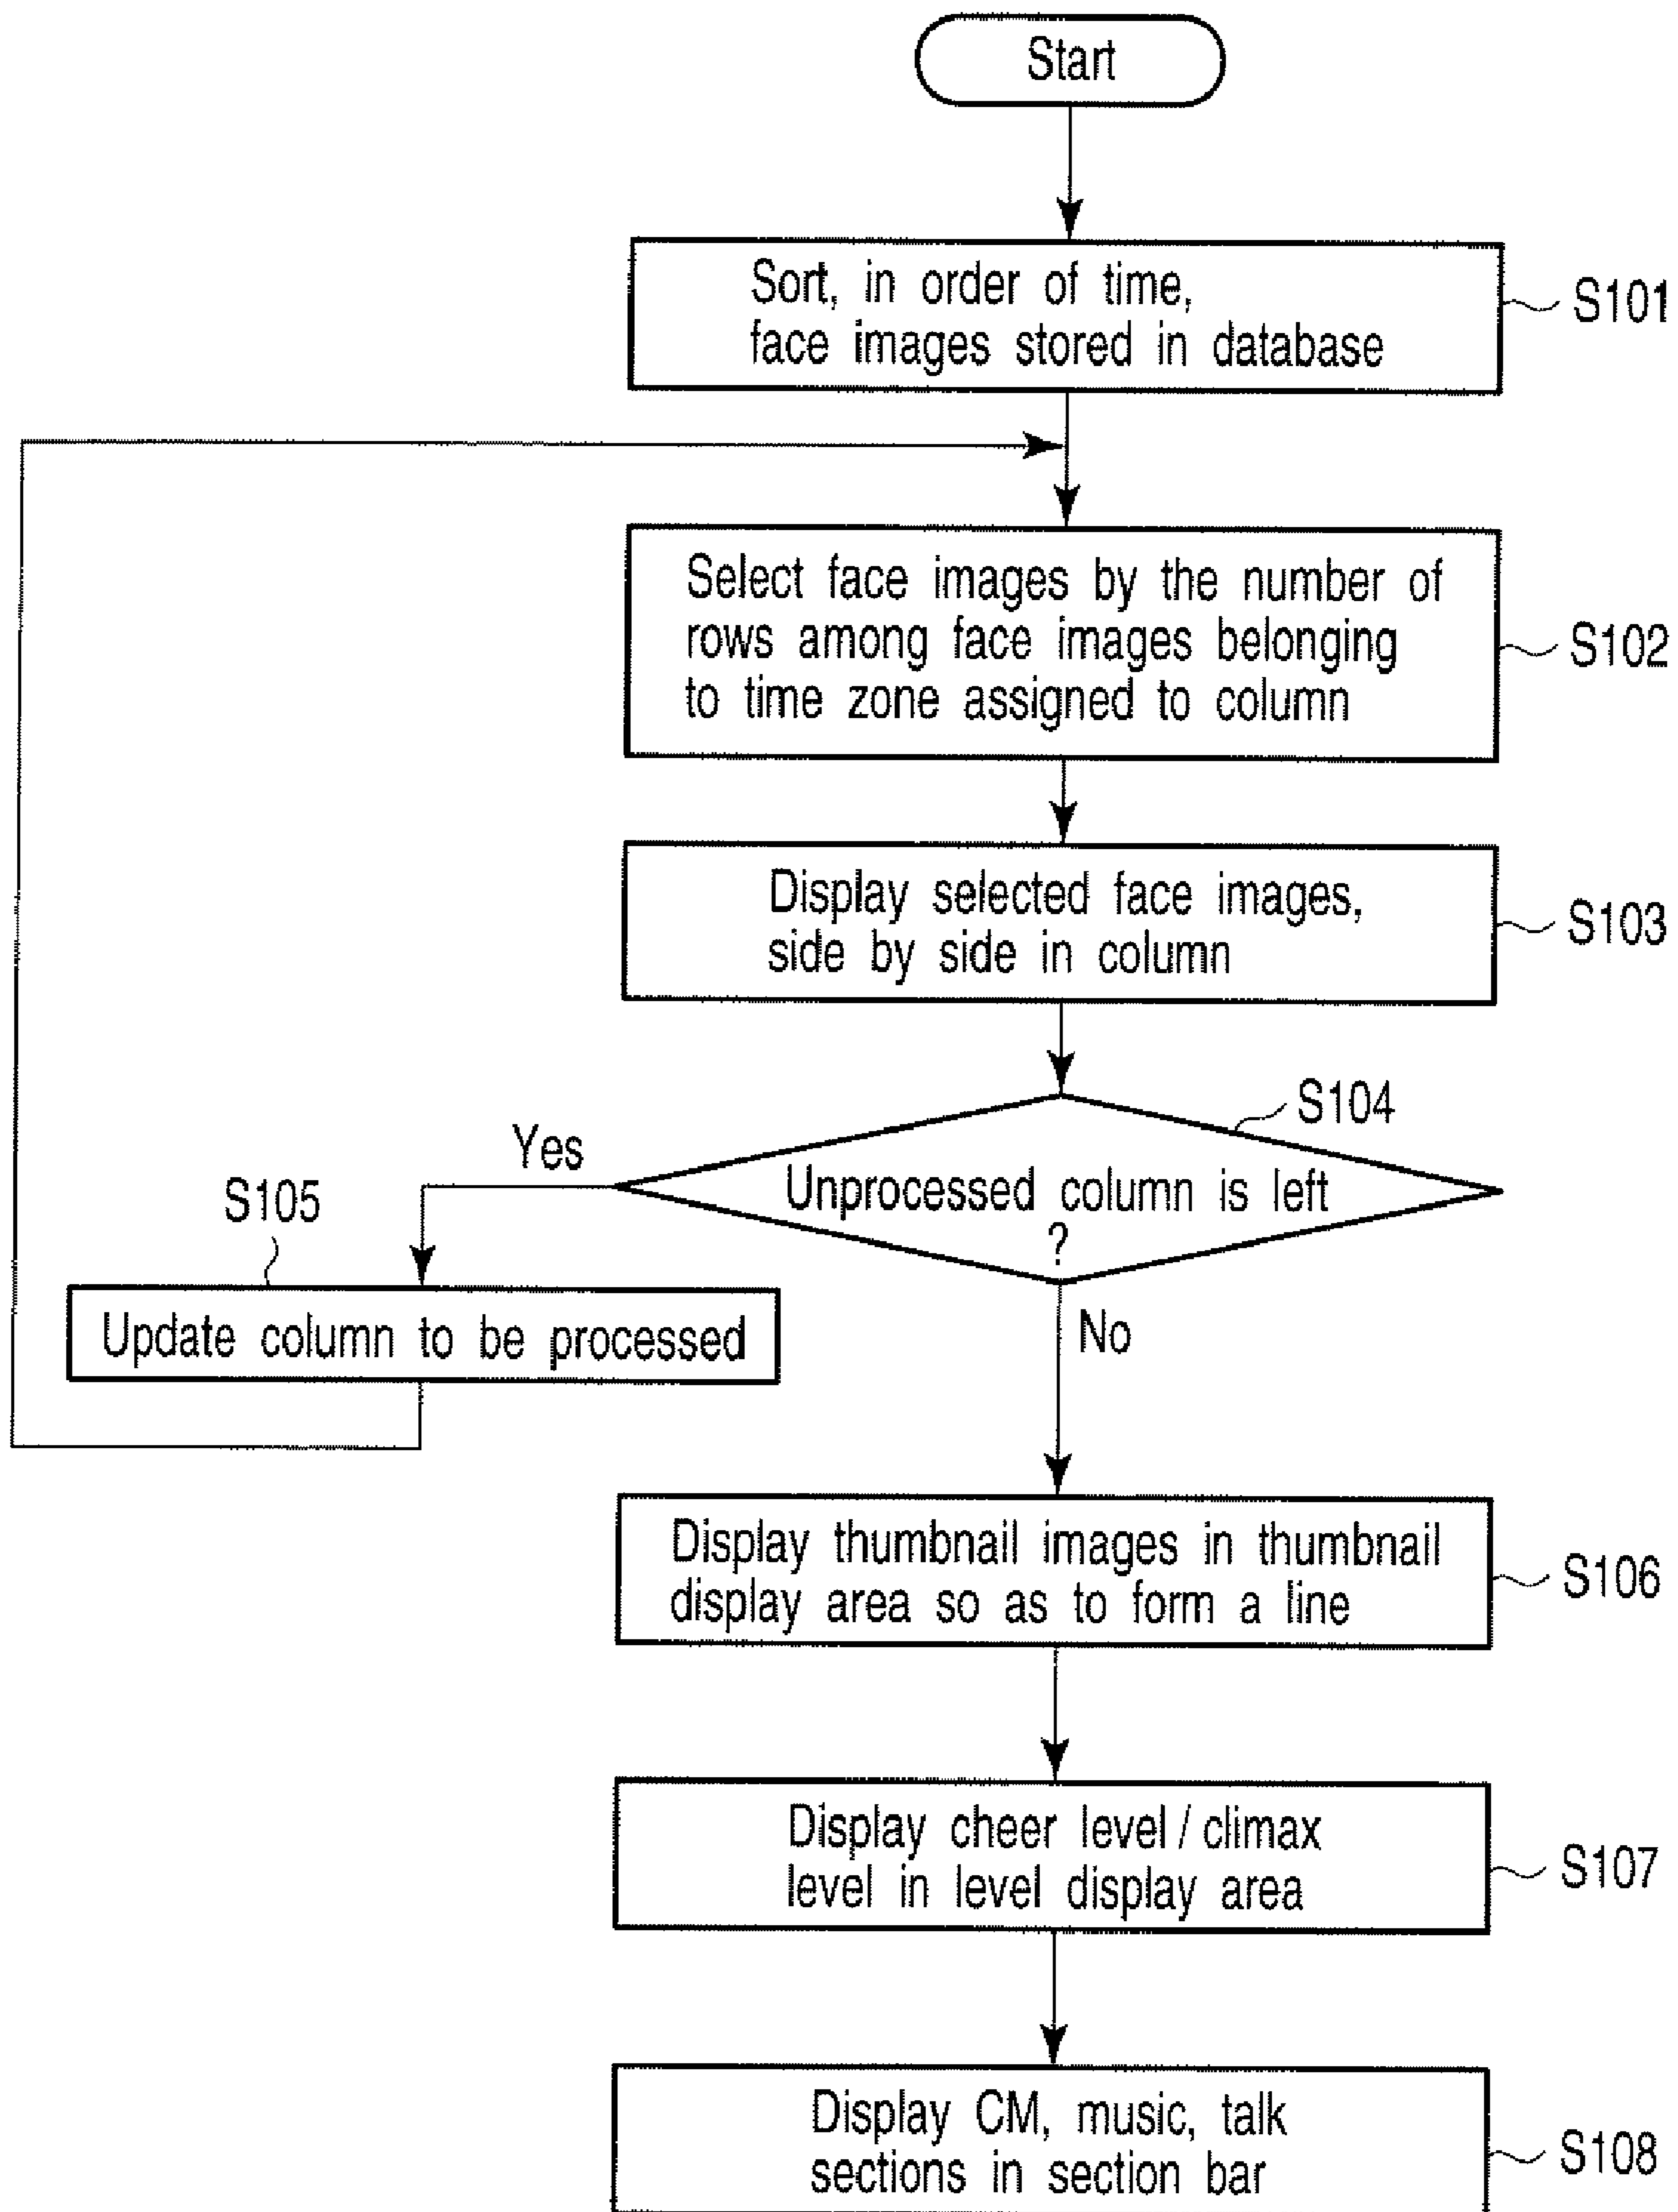 Start
Sort, in order of time,
face images stored in database
S101
Select face images by the number of
rows among face images belonging
to time zone assigned to column
S102
Display selected face images,
side by side in column
S103
S104
Unprocessed column is left
?
Yes
No
S105
Update column to be processed
Display thumbnail images in thumbnail
display area so as to form a line
S106
Display cheer level / climax
level in level display area
S107
Display CM, music, talk
sections in section bar
S108